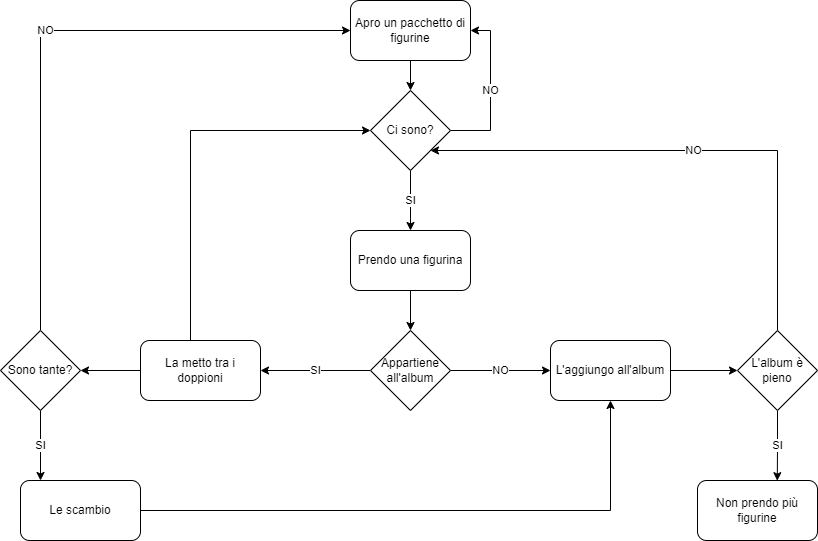 Apro un pacchetto di
figurine
NO
NO
Ci sono?
NO
SI
Prendo una figurina
Sono tante?
La metto tra i
doppioni
SI
Appartiene
all'album
NO
L'aggiungo all'album
L'album è
pieno
SI
SI
Le scambio
Non prendo più
figurine